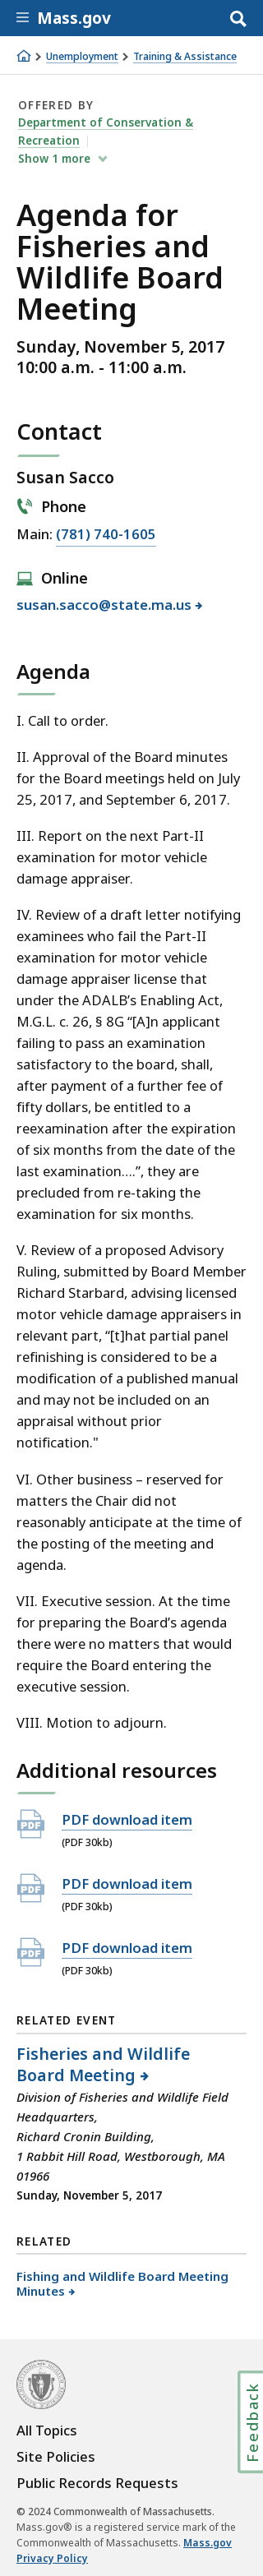 Mass.gov
Unemployment
Training & Assistance
OFFERED BY
Department of Conservation &
Recreation
Show 1 more
Agenda for
Fisheries and
Wildlife Board
Meeting
Sunday, November 5, 2017
10:00 a.m. - 11:00 a.m.
Contact
Susan Sacco
Phone
Main: (781) 740-1605
Online
susan.sacco@state.ma.us
Agenda
I. Call to order.
II. Approval of the Board minutes
for the Board meetings held on July
25, 2017, and September 6, 2017.
III. Report on the next Part-II
examination for motor vehicle
damage appraiser.
IV. Review of a draft letter notifying
examinees who fail the Part-II
examination for motor vehicle
damage appraiser license that
under the ADALB’s Enabling Act,
M.G.L. c. 26, § 8G “[A]n applicant
failing to pass an examination
satisfactory to the board, shall,
after payment of a further fee of
fifty dollars, be entitled to a
reexamination after the expiration
of six months from the date of the
last examination….”, they are
precluded from re-taking the
examination for six months.
V. Review of a proposed Advisory
Ruling, submitted by Board Member
Richard Starbard, advising licensed
motor vehicle damage appraisers in
relevant part, “[t]hat partial panel
refinishing is considered to be a
modification of a published manual
and may not be included on an
appraisal without prior
notification."
VI. Other business – reserved for
matters the Chair did not
reasonably anticipate at the time of
the posting of the meeting and
agenda.
VII. Executive session. At the time
for preparing the Board’s agenda
there were no matters that would
require the Board entering the
executive session.
VIII. Motion to adjourn.
Additional resources
PDF
PDF download item
(PDF 30kb)
PDF
PDF download item
(PDF 30kb)
PDF
PDF download item
(PDF 30kb)
RELATED EVENT
Fisheries and Wildlife
Board Meeting
Division of Fisheries and Wildlife Field
Headquarters,
Richard Cronin Building,
1 Rabbit Hill Road, Westborough, MA
01966
Sunday, November 5, 2017
RELATED
Fishing and Wildlife Board Meeting
Minutes
Feedback
All Topics
Site Policies
Public Records Requests
© 2024 Commonwealth of Massachusetts.
Mass.gov® is a registered service mark of the
Commonwealth of Massachusetts. Mass.gov
Privacy Policy